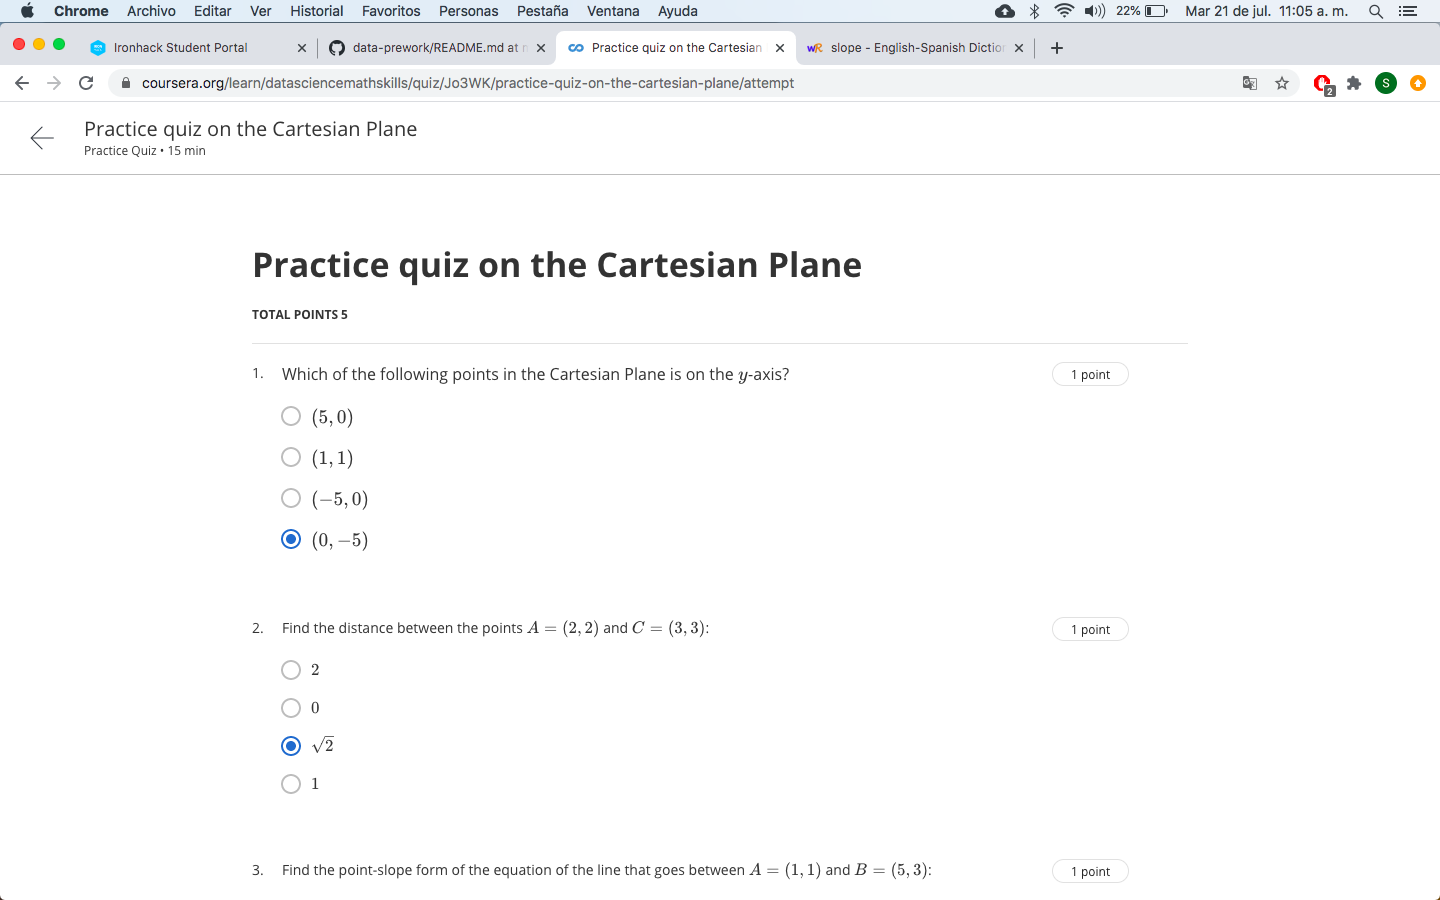 Chrome Archivo Editar Ver Historial Favoritos Personas Pestaña Ventana Ayuda 22% Mar 21 de jul. 11:05 a. m.
Ironhack Student Portal data-prework/README.md at Practice quiz on the Cartesian wR slope - English-Spanish Diction
coursera.org/learn/datasciencemathskills/quiz/Jo3WK/practice-quiz-on-the-cartesian-plane/attempt 2 S
Practice quiz on the Cartesian Plane
Practice Quiz • 15 min
Practice quiz on the Cartesian Plane
TOTAL POINTS 5
1. Which of the following points in the Cartesian Plane is on the y-axis? 1 point
(5, 0)
(1, 1)
(−5, 0)
(0, −5)
2. Find the distance between the points A = (2, 2) and C = (3, 3): 1 point
2
0
√2
1
3. Find the point-slope form of the equation of the line that goes between A = (1, 1) and B = (5, 3): 1 point